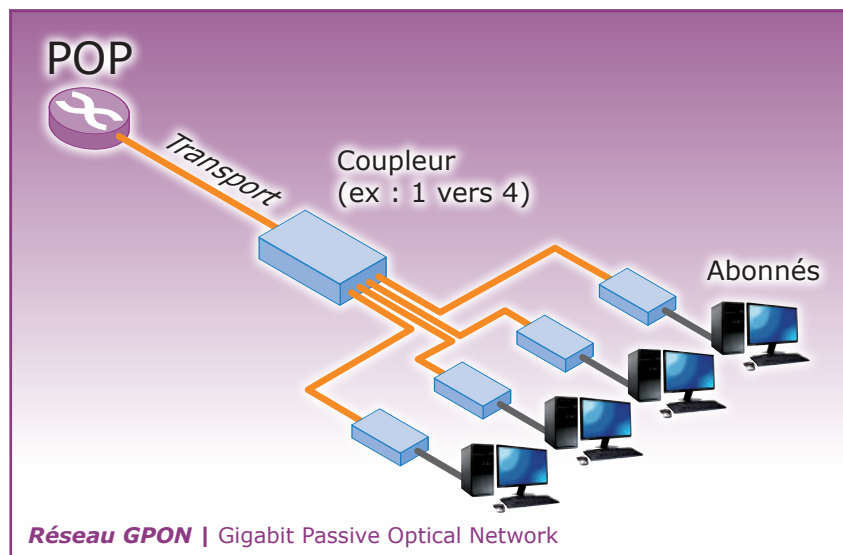 POP
Transport
Coupleur
(ex : 1 vers 4)
Abonnés
Réseau GPON | Gigabit Passive Optical Network